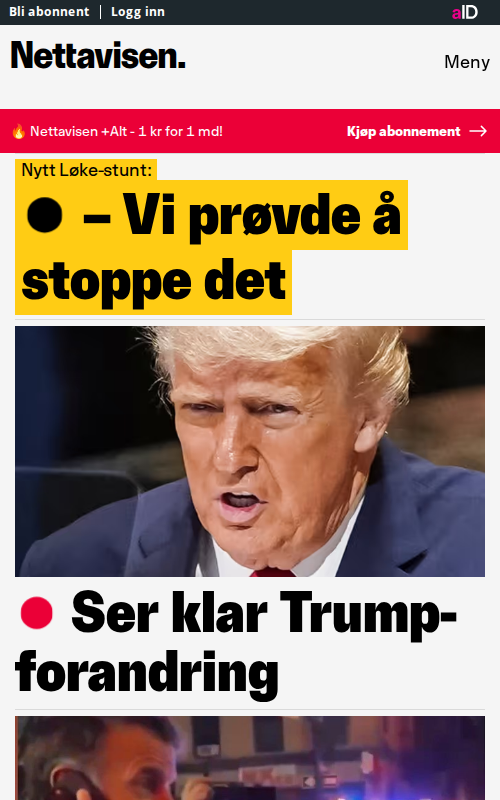 Bli abonnent | Logg inn
aID
Nettavisen.
Meny
🔥 Nettavisen +Alt - 1 kr for 1 md!
Kjøp abonnement →
Nytt Løke-stunt:
● – Vi prøvde å
stoppe det
● Ser klar Trump-
forandring